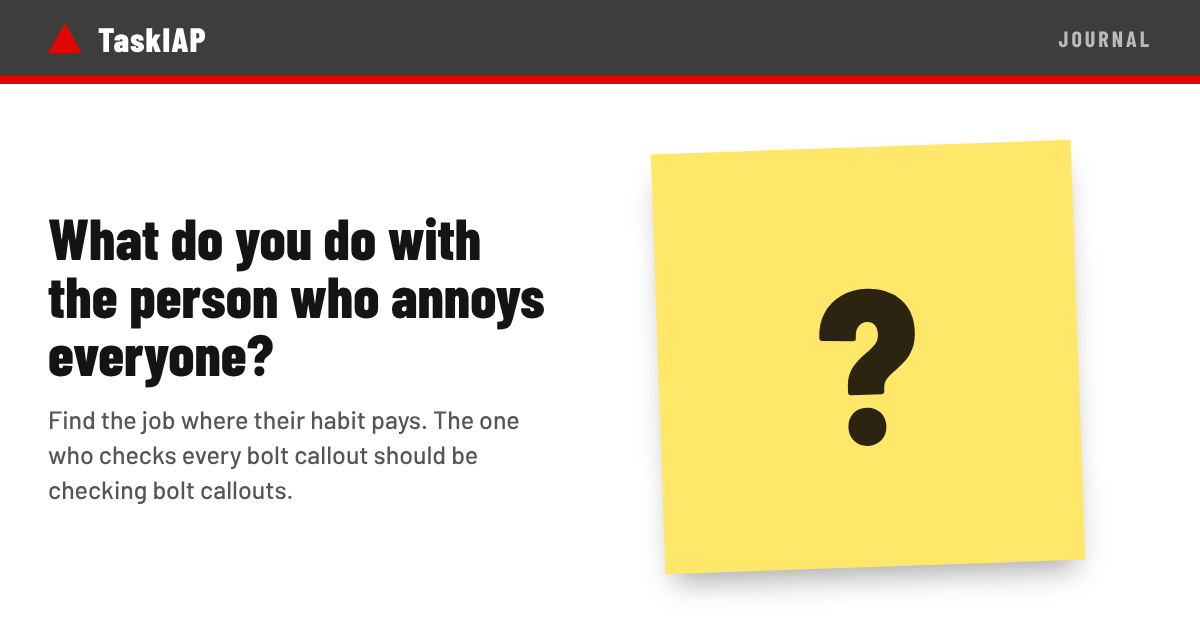 TaskIAP
JOURNAL
What do you do with
the person who annoys
everyone?
Find the job where their habit pays. The one
who checks every bolt callout should be
checking bolt callouts.
?